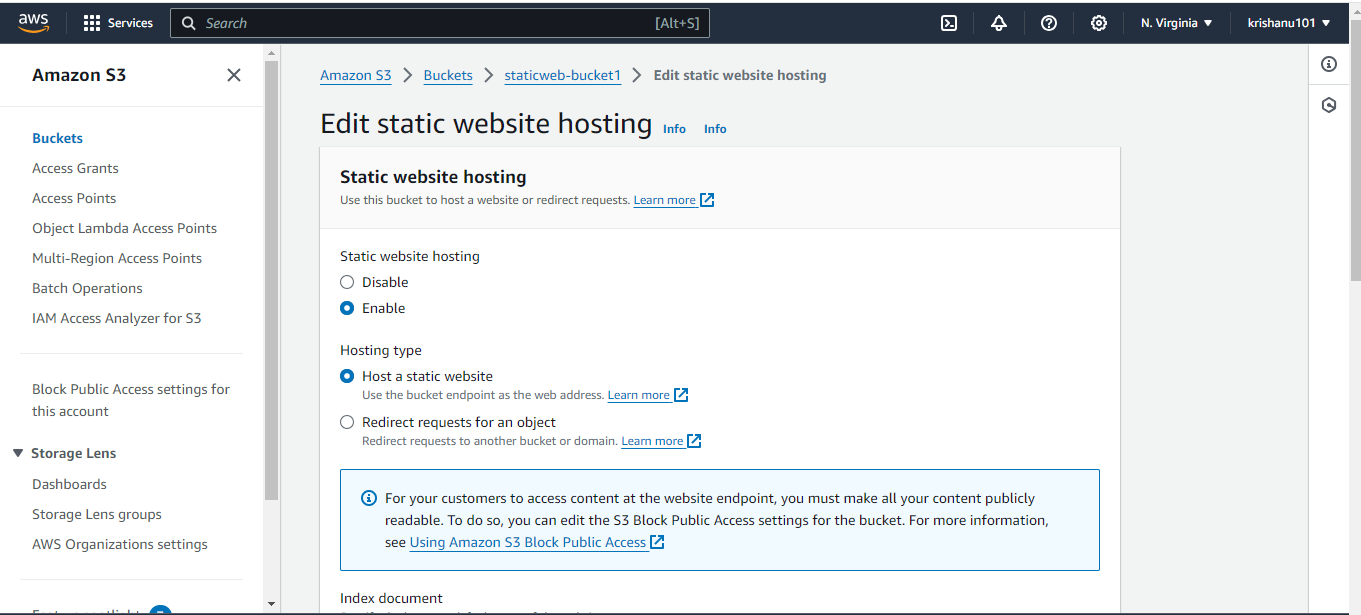 aws
Services
Search
[Alt+S]
N. Virginia
krishanu101
Amazon S3
Buckets
Access Grants
Access Points
Object Lambda Access Points
Multi-Region Access Points
Batch Operations
IAM Access Analyzer for S3
Block Public Access settings for
this account
Storage Lens
Dashboards
Storage Lens groups
AWS Organizations settings
Amazon S3 > Buckets > staticweb-bucket1 > Edit static website hosting
Edit static website hosting Info Info
Static website hosting
Use this bucket to host a website or redirect requests. Learn more
Static website hosting
Disable
Enable
Hosting type
Host a static website
Use the bucket endpoint as the web address. Learn more
Redirect requests for an object
Redirect requests to another bucket or domain. Learn more
For your customers to access content at the website endpoint, you must make all your content publicly
readable. To do so, you can edit the S3 Block Public Access settings for the bucket. For more information,
see Using Amazon S3 Block Public Access
Index document